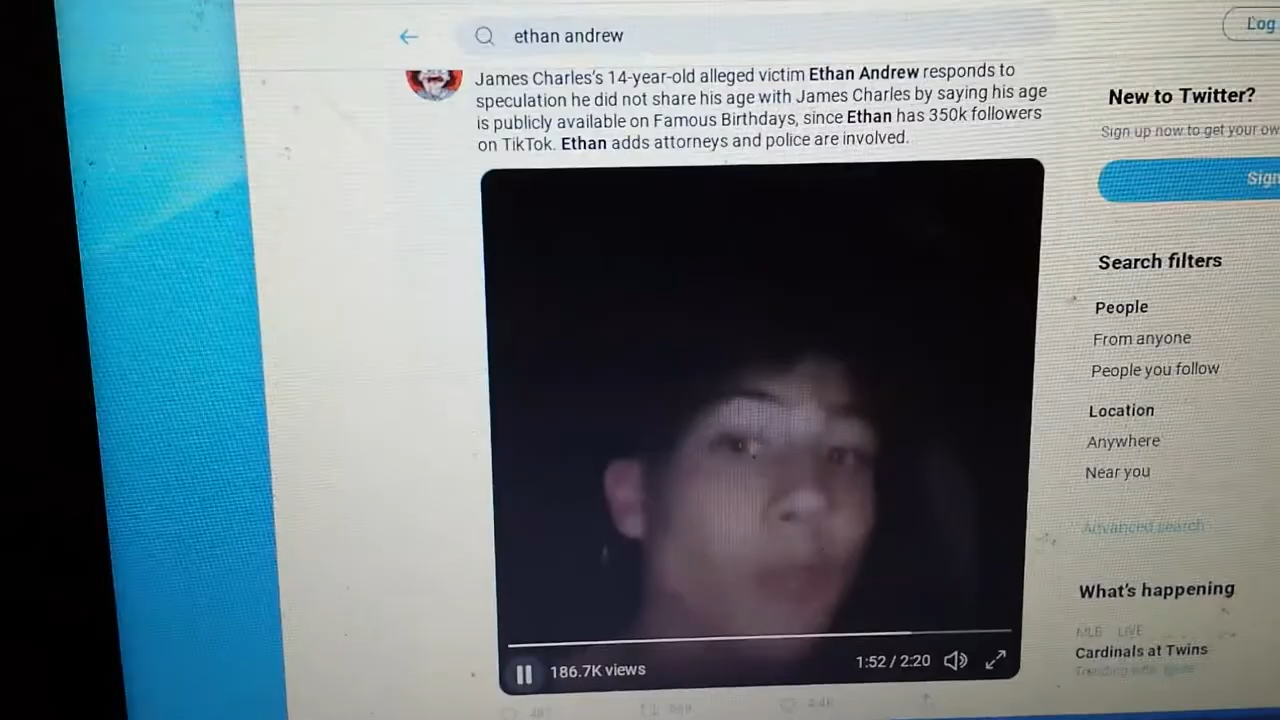 ethan andrew
Log
James Charles's 14-year-old alleged victim Ethan Andrew responds to
speculation he did not share his age with James Charles by saying his age
is publicly available on Famous Birthdays, since Ethan has 350k followers
on TikTok. Ethan adds attorneys and police are involved.
186.7K views
1:52 / 2:20
New to Twitter?
Sign up now to get your ow
Sign
Search filters
People
From anyone
People you follow
Location
Anywhere
Near you
Advanced search
What's happening
MLB LIVE
Cardinals at Twins
Trending with